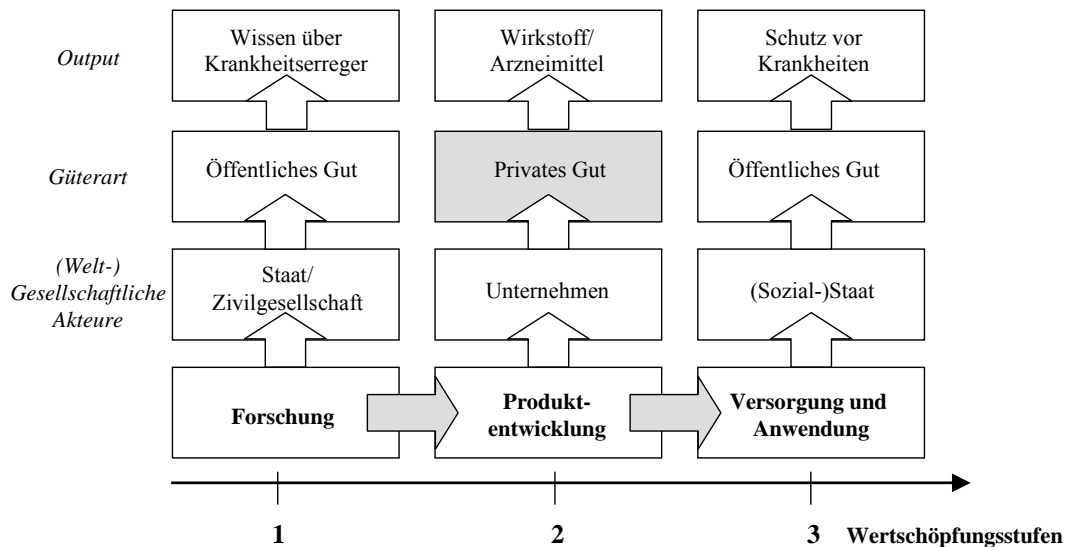 Output
Wissen über
Krankheitserreger
Wirkstoff/
Arzneimittel
Schutz vor
Krankheiten
Güterart
Öffentliches Gut
Privates Gut
Öffentliches Gut
(Welt-)
Gesellschaftliche
Akteure
Staat/
Zivilgesellschaft
Unternehmen
(Sozial-)Staat
Forschung
Produkt-
entwicklung
Versorgung und
Anwendung
1
2
3
Wertschöpfungsstufen